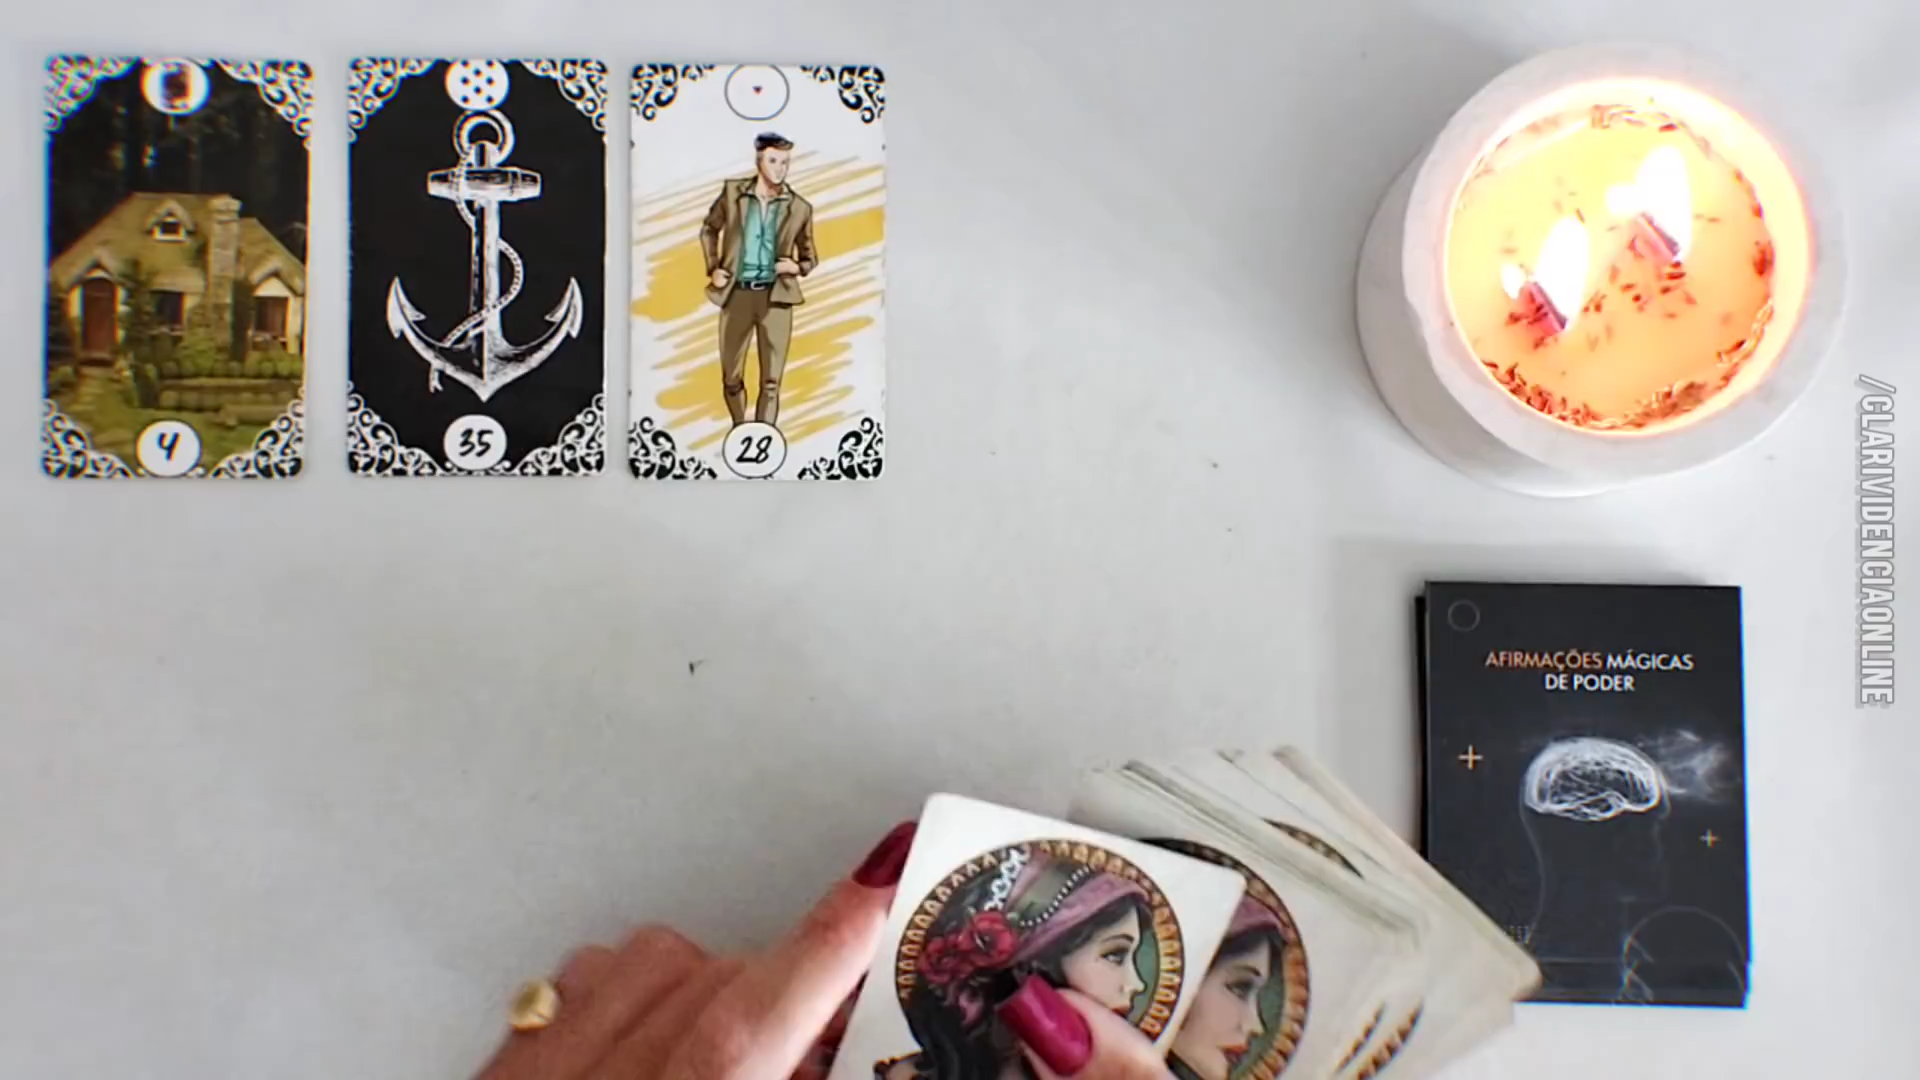 4
35
28
AFIRMAÇÕES MÁGICAS
DE PODER
/CLARIVIDENCIAONLINE